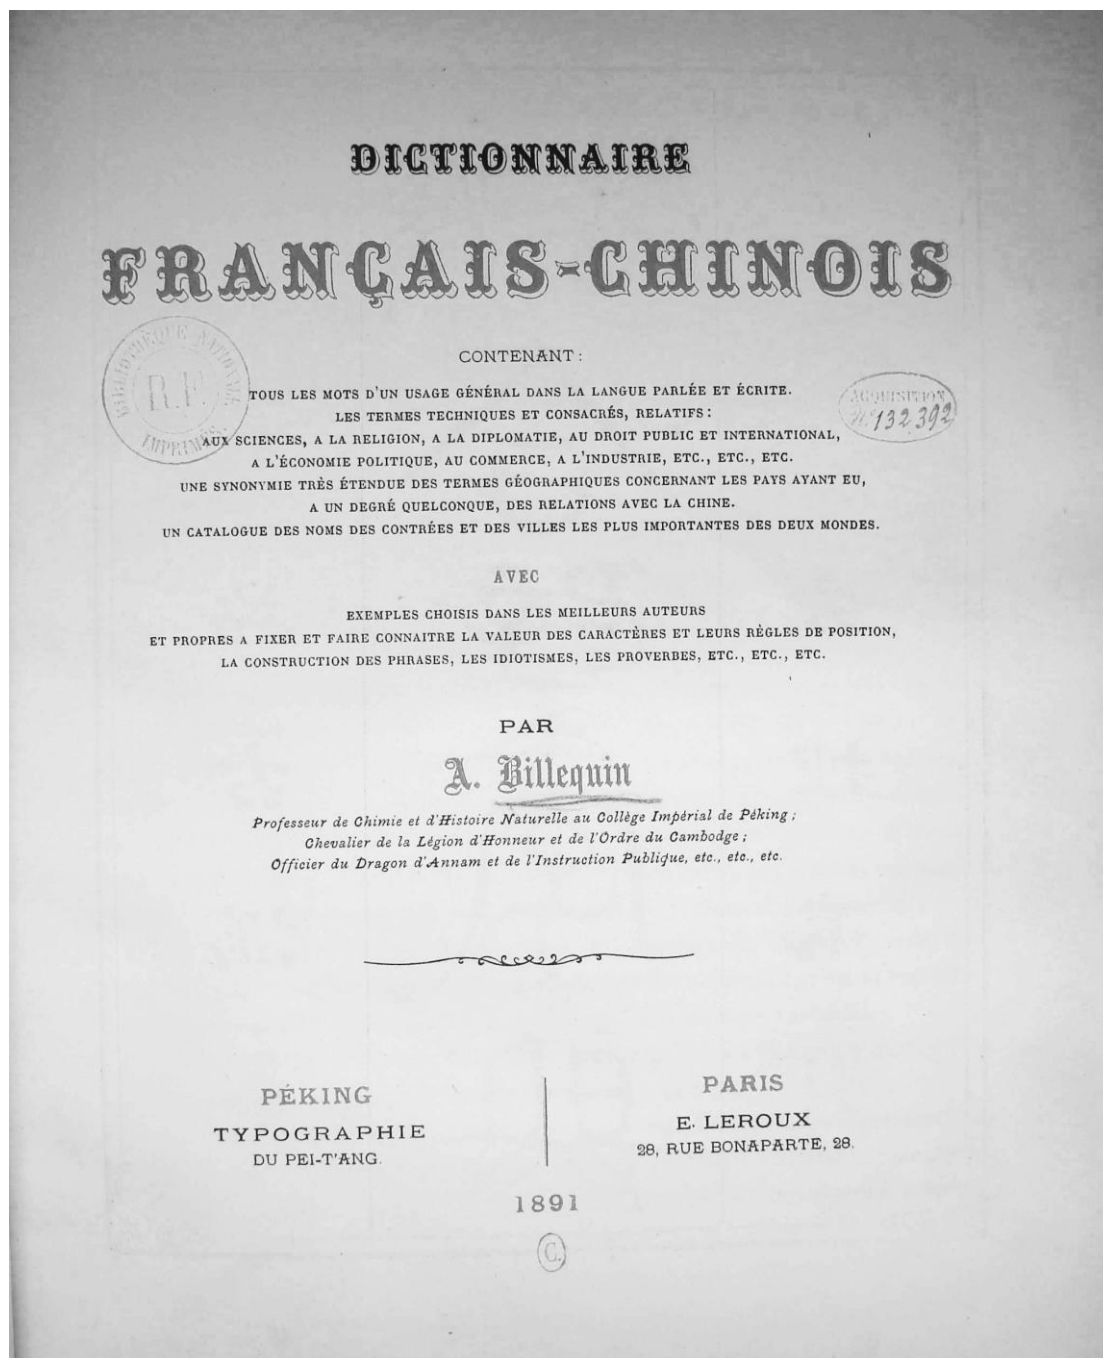 DICTIONNAIRE
FRANÇAIS-CHINOIS
BIBLIOTHÈQUE NATIONALE
R.F.
IMPRIMÉS.
CONTENANT :
TOUS LES MOTS D'UN USAGE GÉNÉRAL DANS LA LANGUE PARLÉE ET ÉCRITE.
ACQUISITION
No 132,392
LES TERMES TECHNIQUES ET CONSACRÉS, RELATIFS :
AUX SCIENCES, A LA RELIGION, A LA DIPLOMATIE, AU DROIT PUBLIC ET INTERNATIONAL,
A L'ÉCONOMIE POLITIQUE, AU COMMERCE, A L'INDUSTRIE, ETC., ETC., ETC.
UNE SYNONYMIE TRÈS ÉTENDUE DES TERMES GÉOGRAPHIQUES CONCERNANT LES PAYS AYANT EU,
A UN DEGRÉ QUELCONQUE, DES RELATIONS AVEC LA CHINE.
UN CATALOGUE DES NOMS DES CONTRÉES ET DES VILLES LES PLUS IMPORTANTES DES DEUX MONDES.
AVEC
EXEMPLES CHOISIS DANS LES MEILLEURS AUTEURS
ET PROPRES A FIXER ET FAIRE CONNAITRE LA VALEUR DES CARACTÈRES ET LEURS RÈGLES DE POSITION,
LA CONSTRUCTION DES PHRASES, LES IDIOTISMES, LES PROVERBES, ETC., ETC., ETC.
PAR
A. Billequin
Professeur de Chimie et d'Histoire Naturelle au Collège Impérial de Péking ;
Chevalier de la Légion d'Honneur et de l'Ordre du Cambodge ;
Officier du Dragon d'Annam et de l'Instruction Publique, etc., etc., etc.
PÉKING
TYPOGRAPHIE
DU PEI-T'ANG.
PARIS
E. LEROUX
28, RUE BONAPARTE, 28.
1891
C.